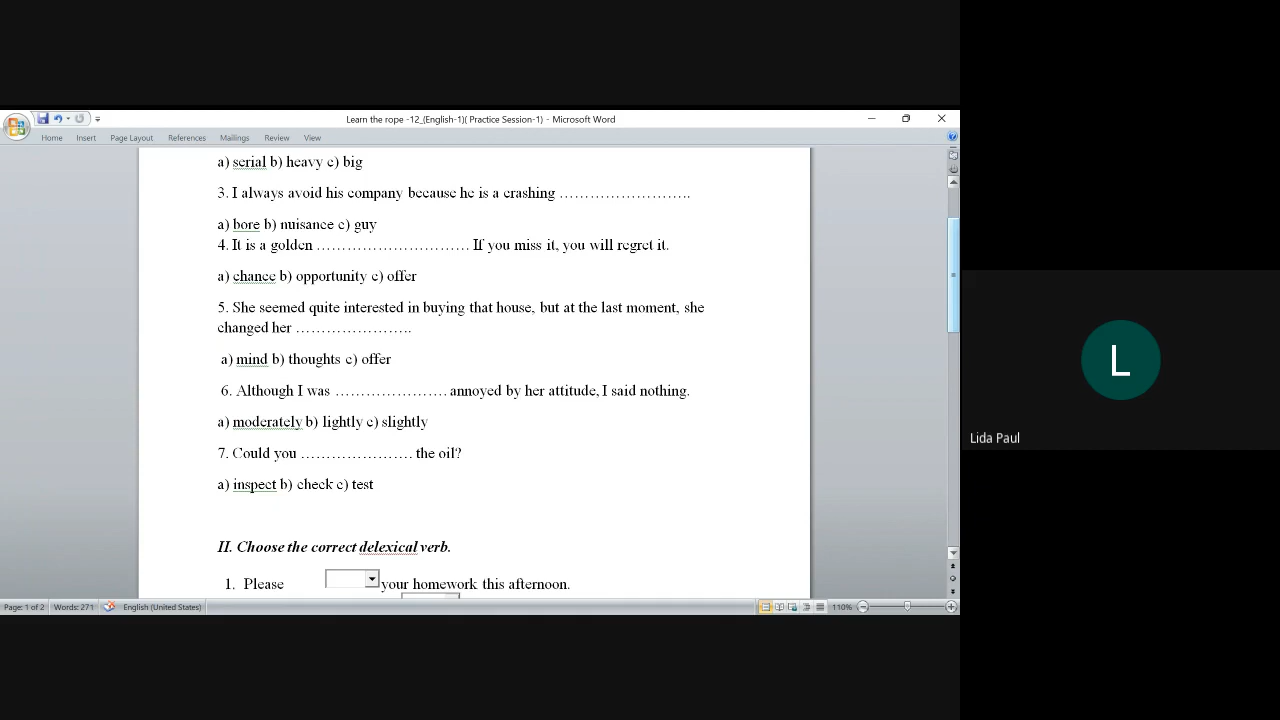 Learn the rope -12_(English-1)( Practice Session-1) - Microsoft Word
Home Insert Page Layout References Mailings Review View
a) serial b) heavy c) big
3. I always avoid his company because he is a crashing ……………………..
a) bore b) nuisance c) guy
4. It is a golden ………………………… If you miss it, you will regret it.
a) chance b) opportunity c) offer
5. She seemed quite interested in buying that house, but at the last moment, she
changed her …………………..
a) mind b) thoughts c) offer
6. Although I was …………………. annoyed by her attitude, I said nothing.
a) moderately b) lightly c) slightly
7. Could you …………………. the oil?
a) inspect b) check c) test
II. Choose the correct delexical verb.
1. Please your homework this afternoon.
Page: 1 of 2 Words: 271 English (United States) 110%
L
Lida Paul